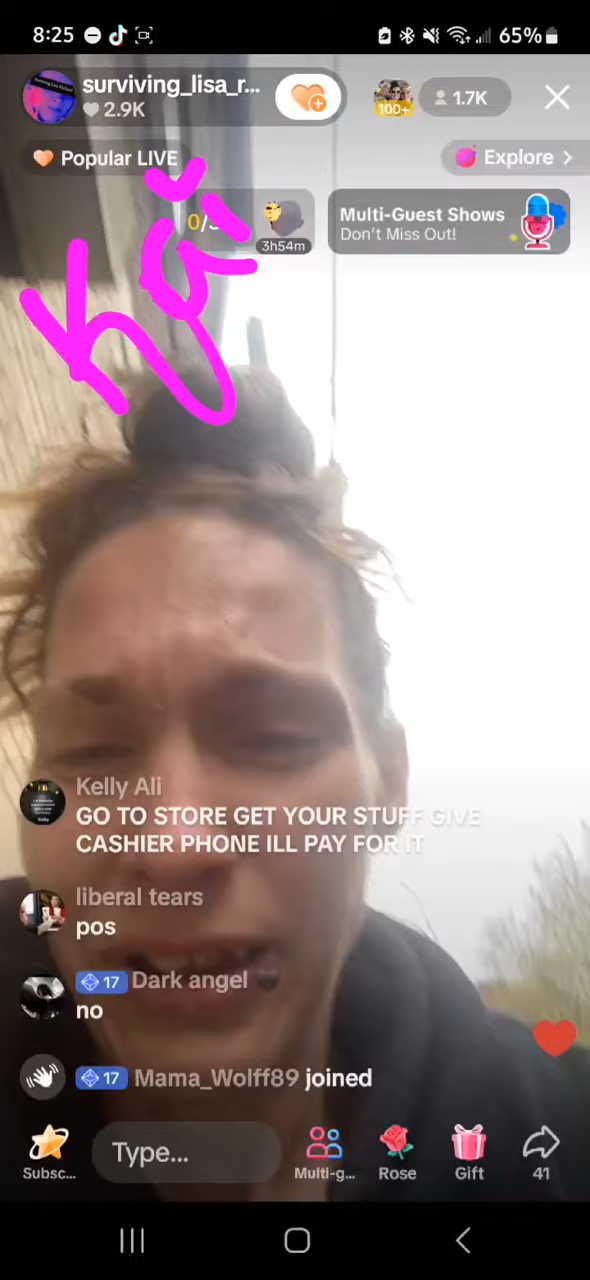 8:25
65%
surviving_lisa_r...
2.9K
100+
1.7K
Popular LIVE
Explore >
0/
3h54m
Multi-Guest Shows
Don't Miss Out!
Kelly Ali
GO TO STORE GET YOUR STUFF GIVE
CASHIER PHONE ILL PAY FOR IT
liberal tears
pos
17 Dark angel
no
17 Mama_Wolff89 joined
Subsc...
Type...
Multi-g...
Rose
Gift
41